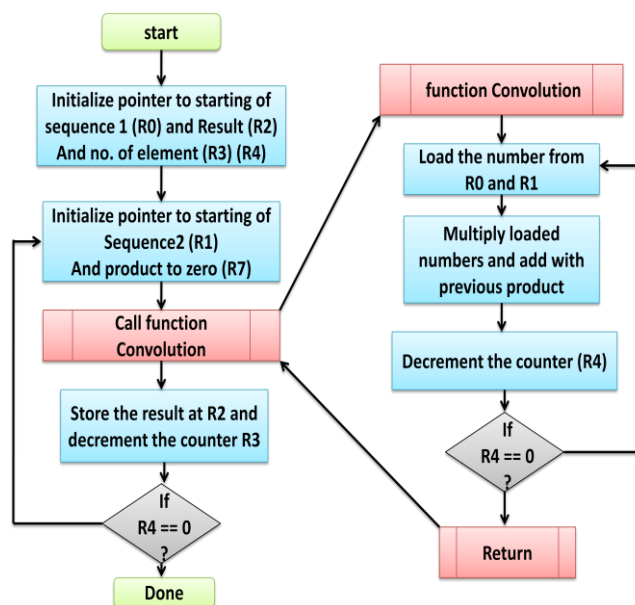 start
Initialize pointer to starting of
sequence 1 (R0) and Result (R2)
And no. of element (R3) (R4)
Initialize pointer to starting of
Sequence2 (R1)
And product to zero (R7)
Call function
Convolution
Store the result at R2 and
decrement the counter R3
If
R4 == 0
?
Done
function Convolution
Load the number from
R0 and R1
Multiply loaded
numbers and add with
previous product
Decrement the counter (R4)
If
R4 == 0
?
Return